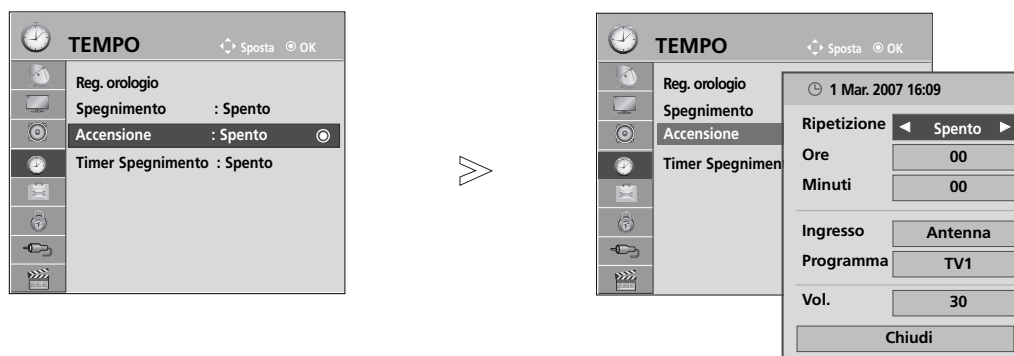 TEMPO Sposta OK
Reg. orologio
Spegnimento : Spento
Accensione : Spento
Timer Spegnimento : Spento
TEMPO Sposta OK
Reg. orologio
Spegnimento
Accensione
Timer Spegnimen
1 Mar. 2007 16:09
Ripetizione Spento
Ore 00
Minuti 00
Ingresso Antenna
Programma TV1
Vol. 30
Chiudi